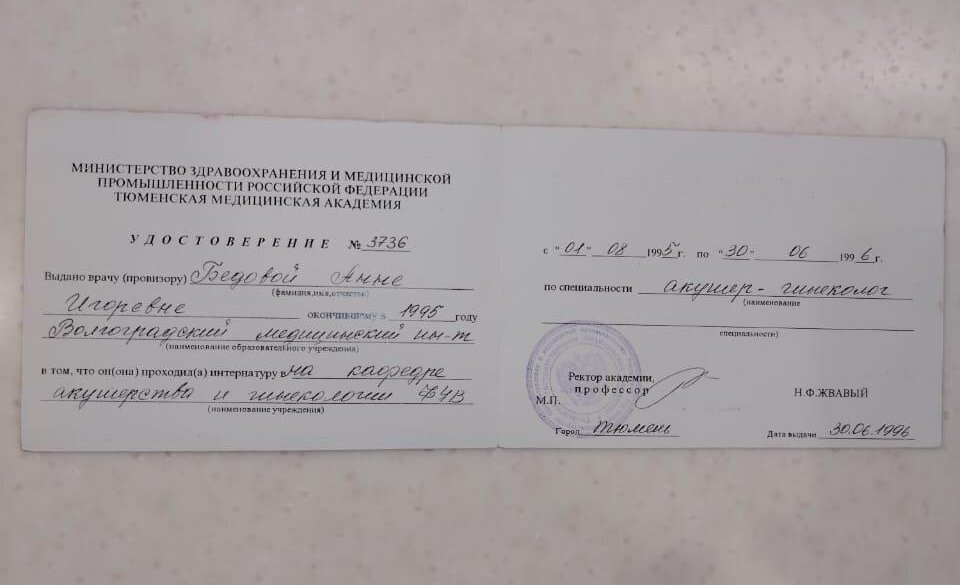 МИНИСТЕРСТВО ЗДРАВООХРАНЕНИЯ И МЕДИЦИНСКОЙ
ПРОМЫШЛЕННОСТИ РОССИЙСКОЙ ФЕДЕРАЦИИ
ТЮМЕНСКАЯ МЕДИЦИНСКАЯ АКАДЕМИЯ
УДОСТОВЕРЕНИЕ № 3736
Выдано врачу (провизору) Бедовой Анне
(фамилия,имя,отчество)
Игоревне окончившему в 1995 году
Волгоградский медицинский ин-т
(наименование образовательного учреждения)
в том, что он(она) проходил(а) интернатуру в на кафедре
акушерства и гинекологии ФУВ
(наименование учреждения)
с "01" 08 1995 г. по "30" 06 1996 г.
по специальности акушер-гинеколог
(наименование
специальности)
Ректор академии,
профессор Н.Ф.ЖВАВЫЙ
М.П.
Город Тюмень Дата выдачи 30.06.1996